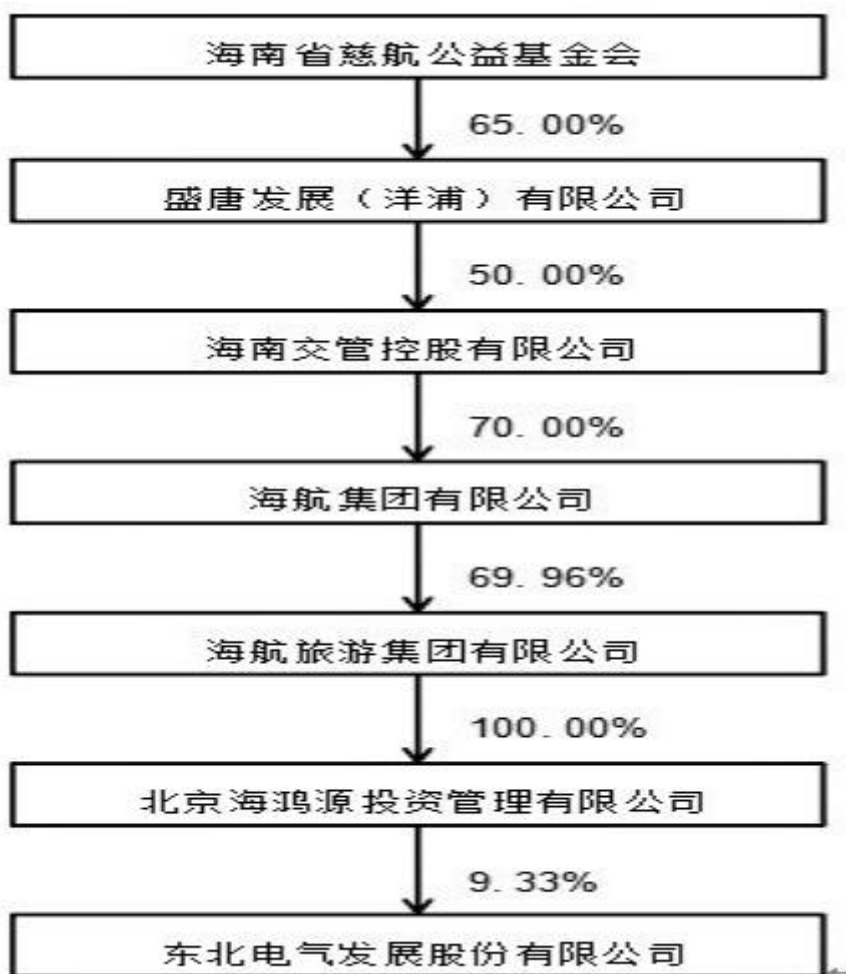 海南省慈航公益基金会
65.00%
盛唐发展（洋浦）有限公司
50.00%
海南交管控股有限公司
70.00%
海航集团有限公司
69.96%
海航旅游集团有限公司
100.00%
北京海鸿源投资管理有限公司
9.33%
东北电气发展股份有限公司